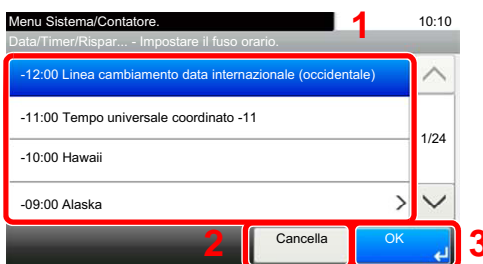 Menu Sistema/Contatore.
1
10:10
Data/Timer/Rispar... - Impostare il fuso orario.
-12:00 Linea cambiamento data internazionale (occidentale)
-11:00 Tempo universale coordinato -11
1/24
-10:00 Hawaii
-09:00 Alaska
2
Cancella
OK
3